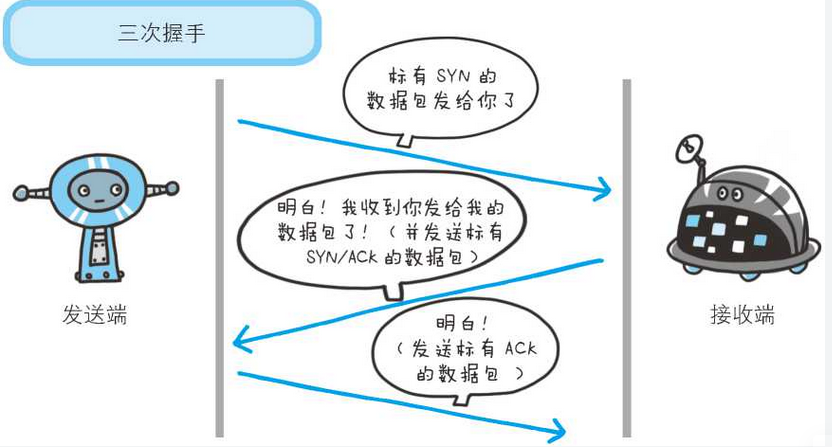 三次握手
标有 SYN 的
数据包发给你了
明白！我收到你发给我的
数据包了！（并发送标有
SYN/ACK 的数据包）
发送端
接收端
明白！
（发送标有 ACK
的数据包 ）